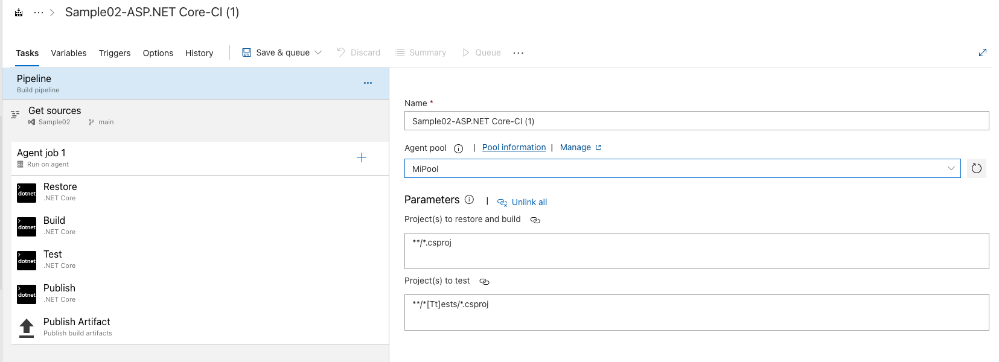 ··· > Sample02-ASP.NET Core-CI (1)
Tasks Variables Triggers Options History | Save & queue Discard Summary Queue ···
Pipeline ···
Build pipeline
Get sources
Sample02 main
Agent job 1 +
Run on agent
dotnet Restore
.NET Core
dotnet Build
.NET Core
dotnet Test
.NET Core
dotnet Publish
.NET Core
Publish Artifact
Publish build artifacts
Name *
Sample02-ASP.NET Core-CI (1)
Agent pool | Pool information | Manage
MiPool
Parameters | Unlink all
Project(s) to restore and build
**/*.csproj
Project(s) to test
**/*[Tt]ests/*.csproj